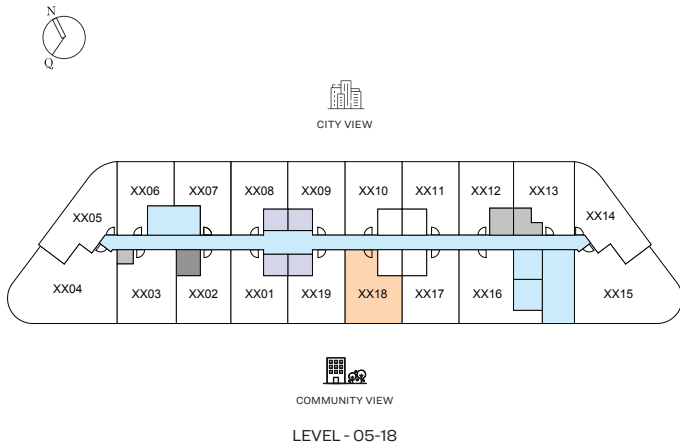 N
Q
CITY VIEW
XX06 XX07 XX08 XX09 XX10 XX11 XX12 XX13
XX05 XX14
XX04 XX03 XX02 XX01 XX19 XX18 XX17 XX16 XX15
COMMUNITY VIEW
LEVEL - 05-18